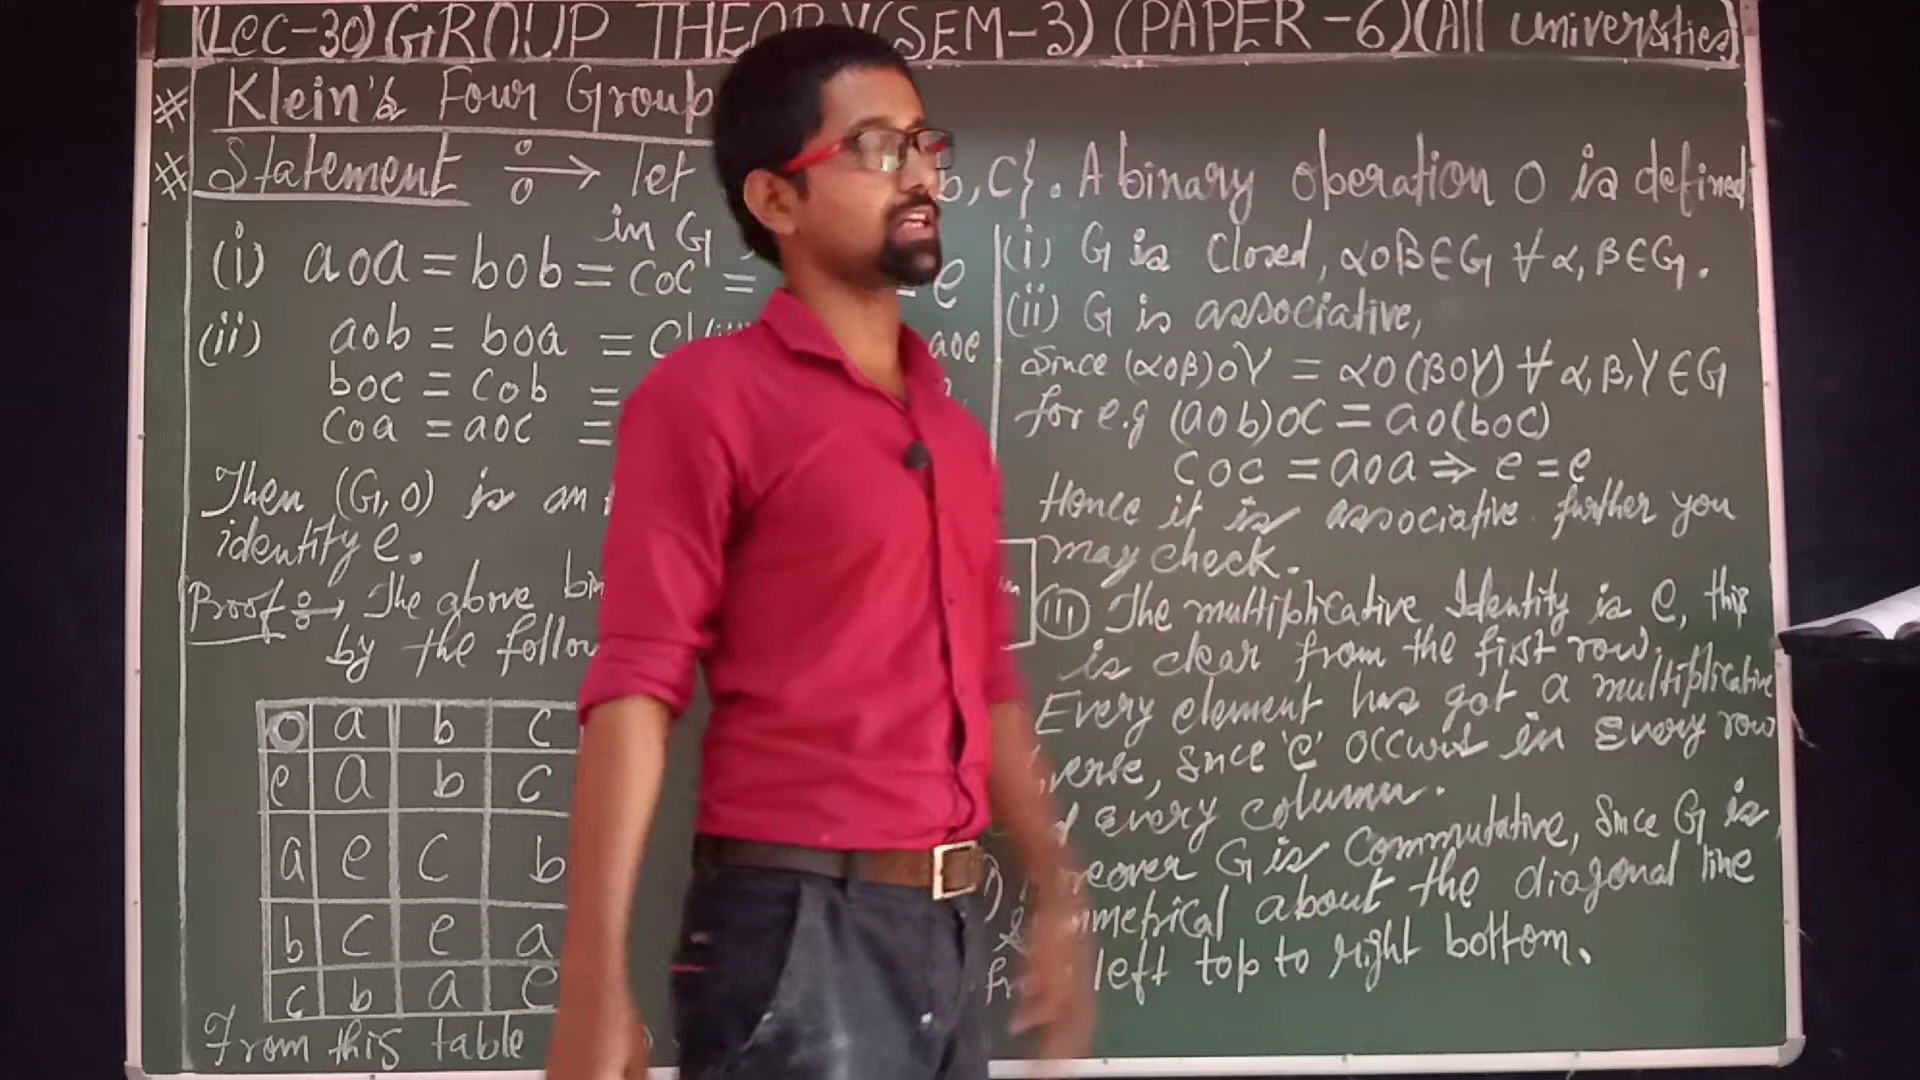 (Lec-30) GROUP THEORY (SEM-3) (PAPER-6) (All universities)
# Klein's Four Group
# Statement ÷→ let b, c}. A binary operation o is defined
in G
(i) aoa = bob = coc = = e
(ii) aob = boa = c aoe
boc = cob =
coa = aoc =
Then (G, o) is an
identity e.
Proof ÷→ The above
by the
o a b c
e a b c
a e c b
b c e a
c b a e
From this table
(i) G is closed, αoβ∈G ∀ α, β∈G.
(ii) G is associative,
Since (αoβ)oγ = αo(βoγ) ∀ α, β, γ ∈ G
for e.g (aob)oc = ao(boc)
coc = aoa ⇒ e = e
Hence it is associative further you
may check.
(iii) The multiplicative Identity is e, this
is clear from the first row.
Every element has got a multiplicative
since 'e' occurs in Every row
every column.
G is Commutative, Since G is
about the diagonal line
left top to right bottom.